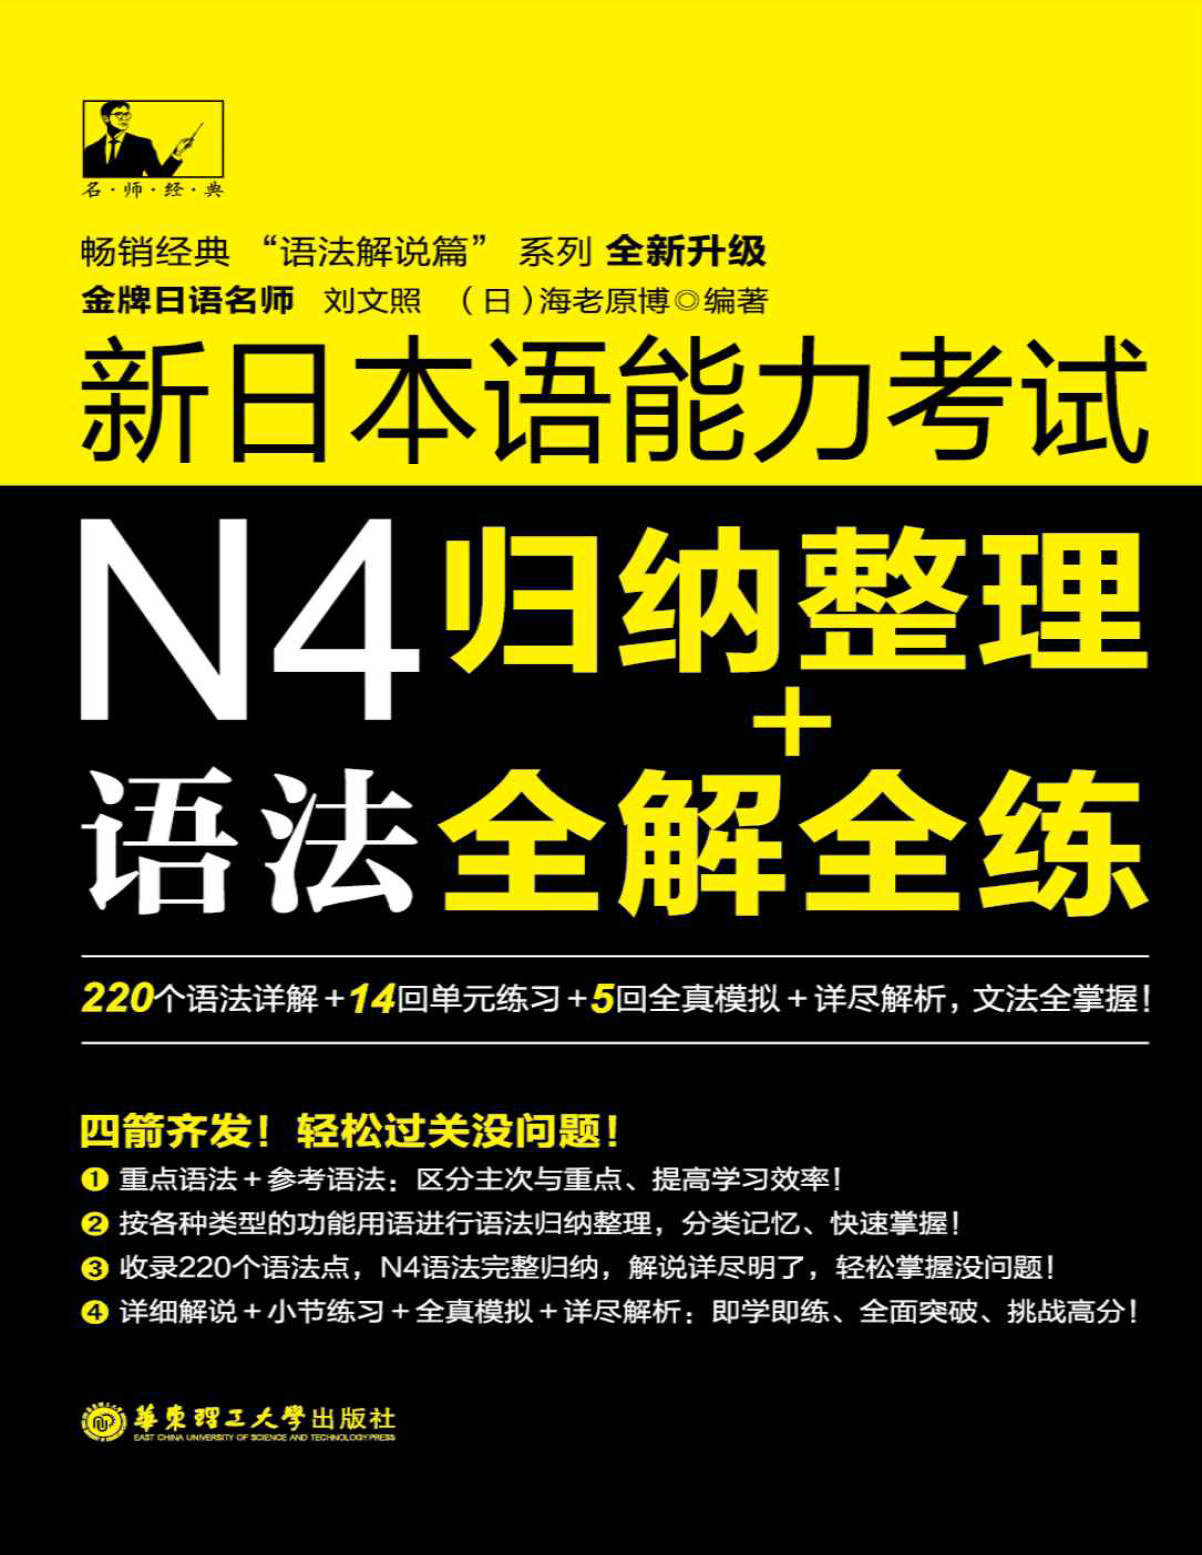 名·师·经·典
畅销经典 “语法解说篇” 系列 全新升级
金牌日语名师 刘文照 （日）海老原博◎编著
新日本语能力考试
N4 归纳整理
+
语法 全解全练
220个语法详解+14回单元练习+5回全真模拟+详尽解析，文法全掌握！
四箭齐发！轻松过关没问题！
❶ 重点语法+参考语法：区分主次与重点、提高学习效率！
❷ 按各种类型的功能用语进行语法归纳整理，分类记忆、快速掌握！
❸ 收录220个语法点，N4语法完整归纳，解说详尽明了，轻松掌握没问题！
❹ 详细解说+小节练习+全真模拟+详尽解析：即学即练、全面突破、挑战高分！
華東理工大學出版社
EAST CHINA UNIVERSITY OF SCIENCE AND TECHNOLOGY PRESS